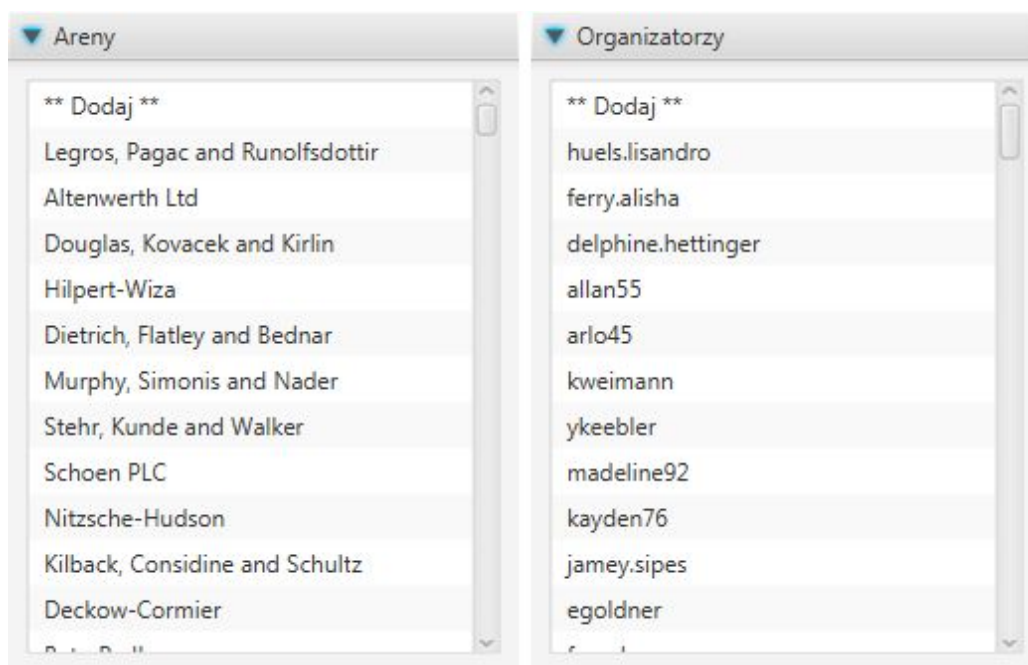 Areny
** Dodaj **
Legros, Pagac and Runolfsdottir
Altenwerth Ltd
Douglas, Kovacek and Kirlin
Hilpert-Wiza
Dietrich, Flatley and Bednar
Murphy, Simonis and Nader
Stehr, Kunde and Walker
Schoen PLC
Nitzsche-Hudson
Kilback, Considine and Schultz
Deckow-Cormier
Organizatorzy
** Dodaj **
huels.lisandro
ferry.alisha
delphine.hettinger
allan55
arlo45
kweimann
ykeebler
madeline92
kayden76
jamey.sipes
egoldner